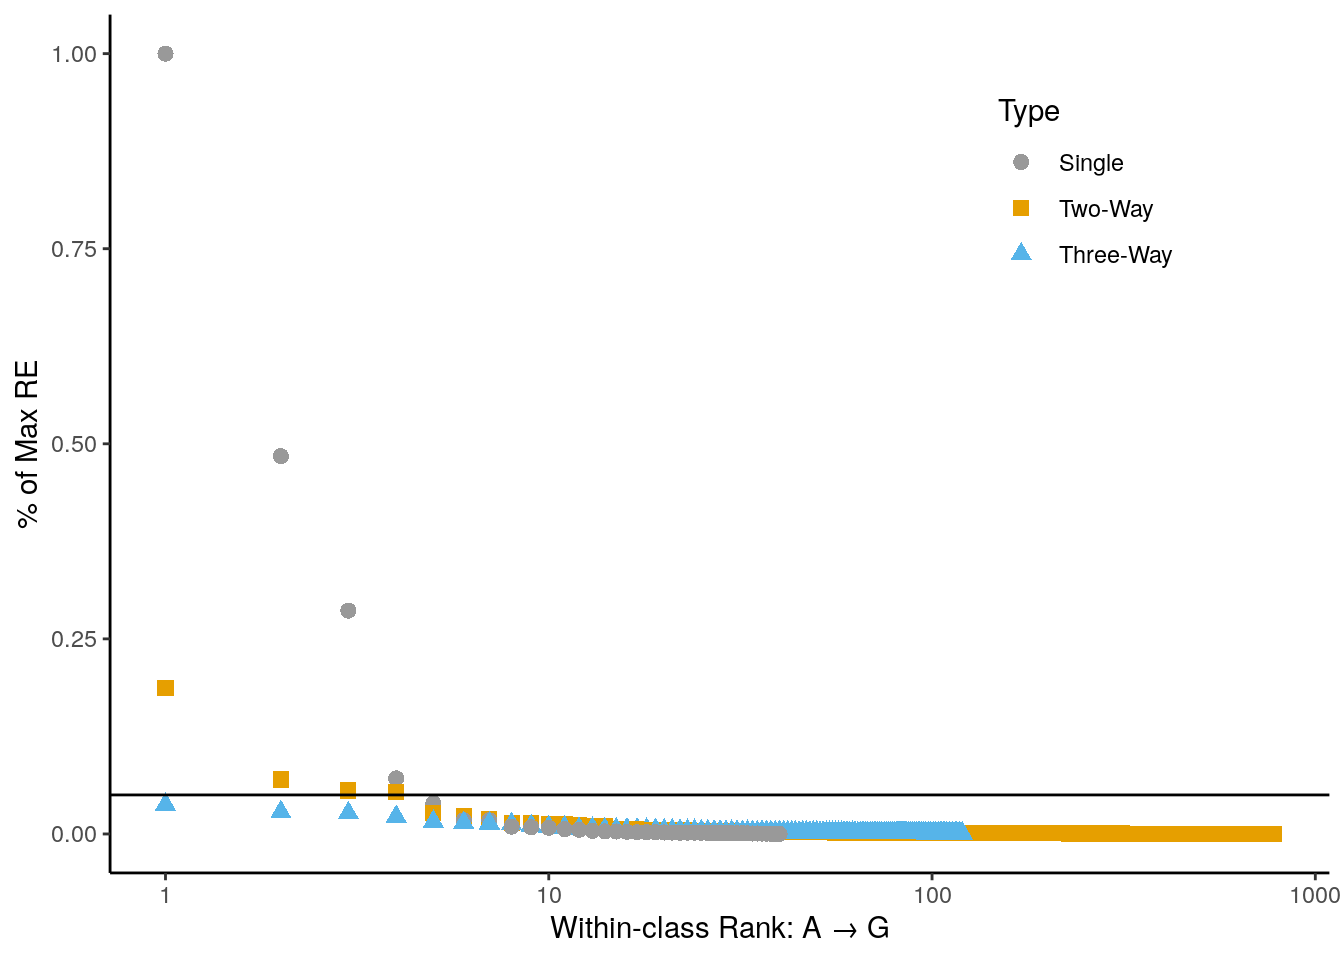 1.00
0.75
0.50
0.25
0.00
% of Max RE
Type
Single
Two-Way
Three-Way
1
10
100
1000
Within-class Rank: A → G